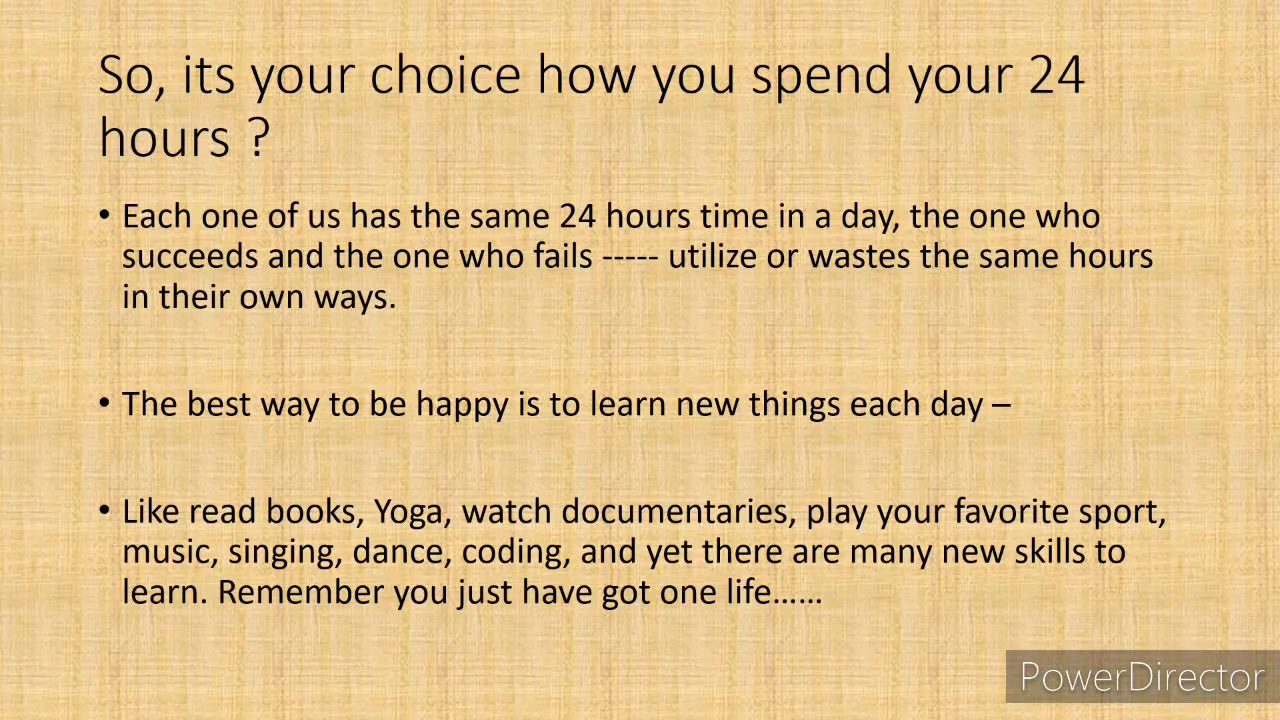 So, its your choice how you spend your 24
hours ?
• Each one of us has the same 24 hours time in a day, the one who
succeeds and the one who fails ----- utilize or wastes the same hours
in their own ways.
• The best way to be happy is to learn new things each day –
• Like read books, Yoga, watch documentaries, play your favorite sport,
music, singing, dance, coding, and yet there are many new skills to
learn. Remember you just have got one life……
PowerDirector